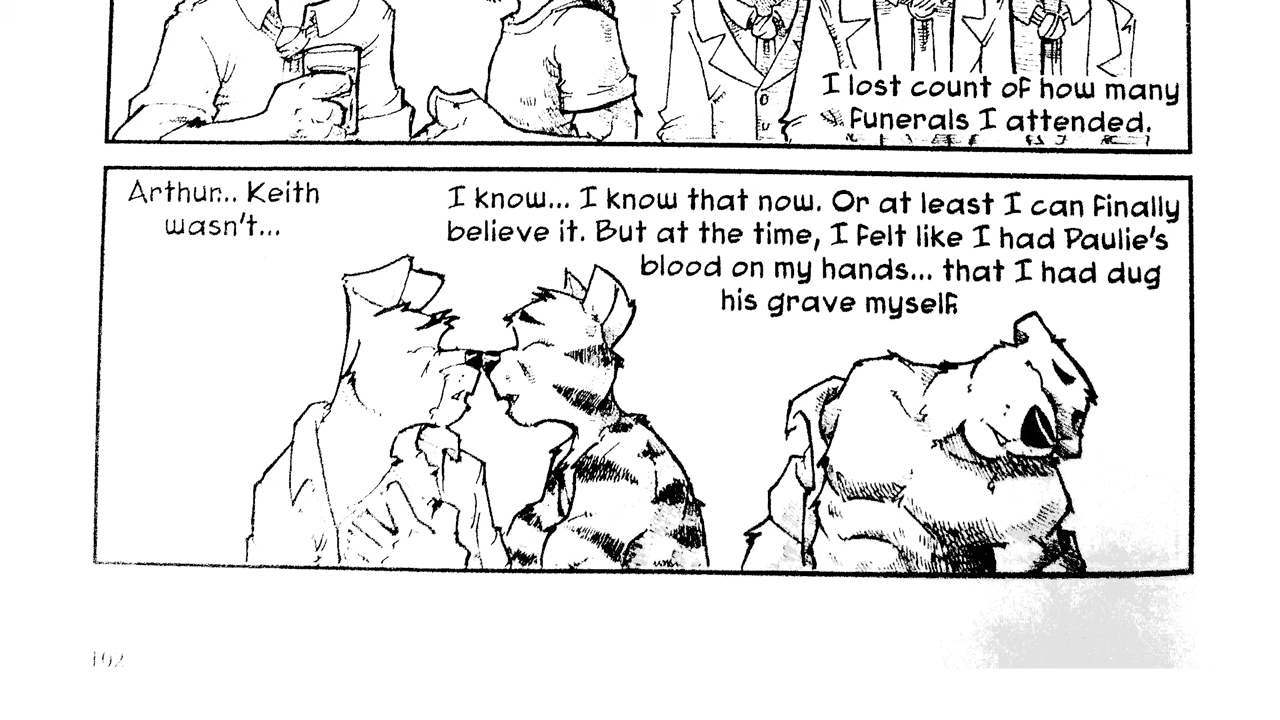 I lost count of how many
funerals I attended.
Arthur... Keith
wasn't...
I know... I know that now. Or at least I can finally
believe it. But at the time, I felt like I had Paulie's
blood on my hands... that I had dug
his grave myself.
102